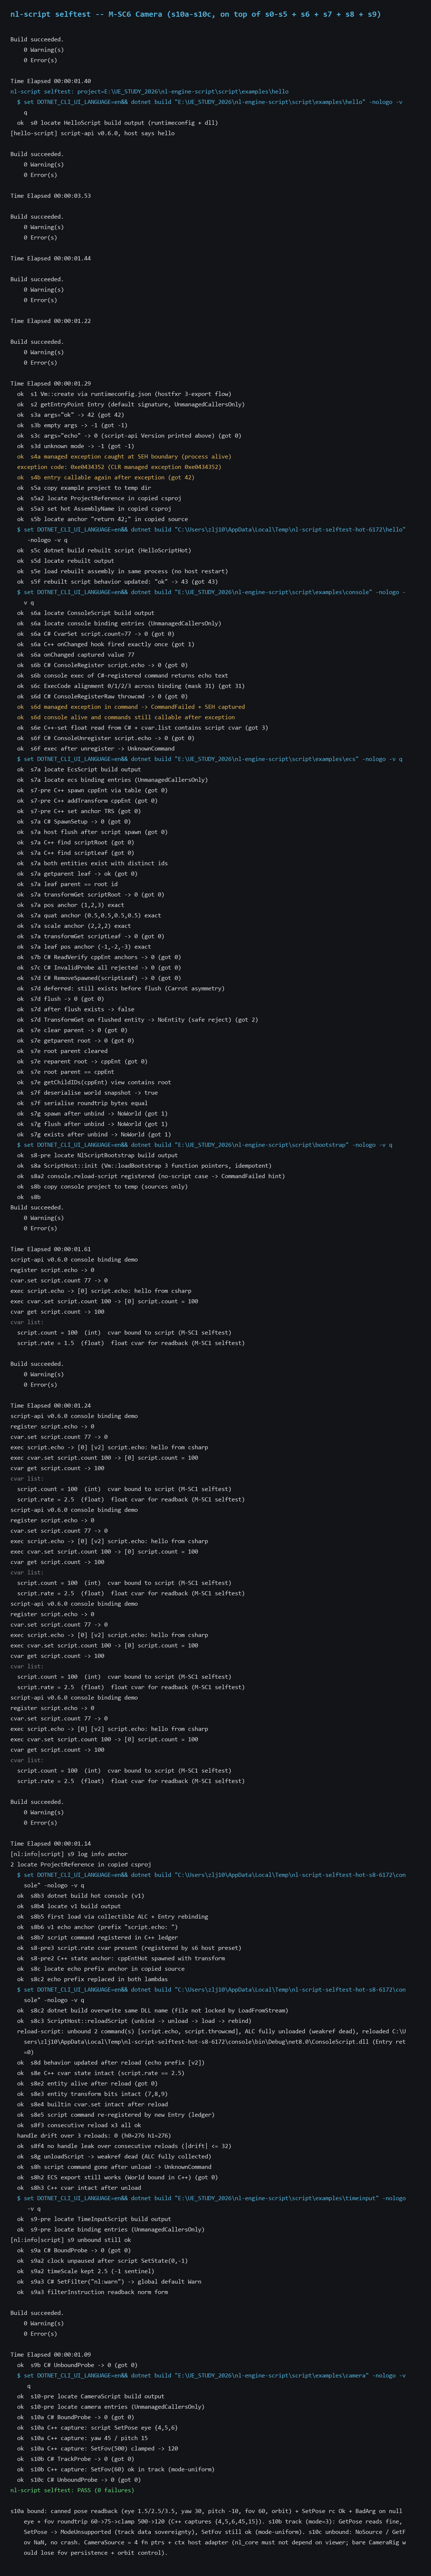 nl-script selftest -- M-SC6 Camera (s10a-s10c, on top of s0-s5 + s6 + s7 + s8 + s9)
Build succeeded.
0 Warning(s)
0 Error(s)
Time Elapsed 00:00:01.40
nl-script selftest: project=E:\UE_STUDY_2026\nl-engine-script\script\examples\hello
$ set DOTNET_CLI_UI_LANGUAGE=en&& dotnet build "E:\UE_STUDY_2026\nl-engine-script\script\examples\hello" -nologo -v
q
ok  s0 locate HelloScript build output (runtimeconfig + dll)
[hello-script] script-api v0.6.0, host says hello
Build succeeded.
0 Warning(s)
0 Error(s)
Time Elapsed 00:00:03.53
Build succeeded.
0 Warning(s)
0 Error(s)
Time Elapsed 00:00:01.44
Build succeeded.
0 Warning(s)
0 Error(s)
Time Elapsed 00:00:01.22
Build succeeded.
0 Warning(s)
0 Error(s)
Time Elapsed 00:00:01.29
ok  s1 Vm::create via runtimeconfig.json (hostfxr 3-export flow)
ok  s2 getEntryPoint Entry (default signature, UnmanagedCallersOnly)
ok  s3a args="ok" -> 42 (got 42)
ok  s3b empty args -> -1 (got -1)
ok  s3c args="echo" -> 0 (script-api Version printed above) (got 0)
ok  s3d unknown mode -> -1 (got -1)
ok  s4a managed exception caught at SEH boundary (process alive)
exception code: 0xe0434352 (CLR managed exception 0xe0434352)
ok  s4b entry callable again after exception (got 42)
ok  s5a copy example project to temp dir
ok  s5a2 locate ProjectReference in copied csproj
ok  s5a3 set hot AssemblyName in copied csproj
ok  s5b locate anchor "return 42;" in copied source
$ set DOTNET_CLI_UI_LANGUAGE=en&& dotnet build "C:\Users\zlj10\AppData\Local\Temp\nl-script-selftest-hot-6172\hello"
-nologo -v q
ok  s5c dotnet build rebuilt script (HelloScriptHot)
ok  s5d locate rebuilt output
ok  s5e load rebuilt assembly in same process (no host restart)
ok  s5f rebuilt script behavior updated: "ok" -> 43 (got 43)
$ set DOTNET_CLI_UI_LANGUAGE=en&& dotnet build "E:\UE_STUDY_2026\nl-engine-script\script\examples\console" -nologo -
v q
ok  s6a locate ConsoleScript build output
ok  s6a locate console binding entries (UnmanagedCallersOnly)
ok  s6a C# CvarSet script.count=77 -> 0 (got 0)
ok  s6a C++ onChanged hook fired exactly once (got 1)
ok  s6a onChanged captured value 77
ok  s6b C# ConsoleRegister script.echo -> 0 (got 0)
ok  s6b console exec of C#-registered command returns echo text
ok  s6c ExecCode alignment 0/1/2/3 across binding (mask 31) (got 31)
ok  s6d C# ConsoleRegisterRaw throwcmd -> 0 (got 0)
ok  s6d managed exception in command -> CommandFailed + SEH captured
ok  s6d console alive and commands still callable after exception
ok  s6e C++-set float read from C# + cvar.list contains script cvar (got 3)
ok  s6f C# ConsoleUnregister script.echo -> 0 (got 0)
ok  s6f exec after unregister -> UnknownCommand
$ set DOTNET_CLI_UI_LANGUAGE=en&& dotnet build "E:\UE_STUDY_2026\nl-engine-script\script\examples\ecs" -nologo -v q
ok  s7a locate EcsScript build output
ok  s7a locate ecs binding entries (UnmanagedCallersOnly)
ok  s7-pre C++ spawn cppEnt via table (got 0)
ok  s7-pre C++ addTransform cppEnt (got 0)
ok  s7-pre C++ set anchor TRS (got 0)
ok  s7a C# SpawnSetup -> 0 (got 0)
ok  s7a host flush after script spawn (got 0)
ok  s7a C++ find scriptRoot (got 0)
ok  s7a C++ find scriptLeaf (got 0)
ok  s7a both entities exist with distinct ids
ok  s7a getparent leaf -> ok (got 0)
ok  s7a leaf parent == root id
ok  s7a transformGet scriptRoot -> 0 (got 0)
ok  s7a pos anchor (1,2,3) exact
ok  s7a quat anchor (0.5,0.5,0.5,0.5) exact
ok  s7a scale anchor (2,2,2) exact
ok  s7a transformGet scriptLeaf -> 0 (got 0)
ok  s7a leaf pos anchor (-1,-2,-3) exact
ok  s7b C# ReadVerify cppEnt anchors -> 0 (got 0)
ok  s7c C# InvalidProbe all rejected -> 0 (got 0)
ok  s7d C# RemoveSpawned(scriptLeaf) -> 0 (got 0)
ok  s7d deferred: still exists before flush (Carrot asymmetry)
ok  s7d flush -> 0 (got 0)
ok  s7d after flush exists -> false
ok  s7d TransformGet on flushed entity -> NoEntity (safe reject) (got 2)
ok  s7e clear parent -> 0 (got 0)
ok  s7e getparent root -> 0 (got 0)
ok  s7e root parent cleared
ok  s7e reparent root -> cppEnt (got 0)
ok  s7e root parent == cppEnt
ok  s7e getChildIDs(cppEnt) view contains root
ok  s7f deserialise world snapshot -> true
ok  s7f serialise roundtrip bytes equal
ok  s7g spawn after unbind -> NoWorld (got 1)
ok  s7g flush after unbind -> NoWorld (got 1)
ok  s7g exists after unbind -> NoWorld (got 1)
$ set DOTNET_CLI_UI_LANGUAGE=en&& dotnet build "E:\UE_STUDY_2026\nl-engine-script\script\bootstrap" -nologo -v q
ok  s8-pre locate NlScriptBootstrap build output
ok  s8a ScriptHost::init (Vm::loadBootstrap 3 function pointers, idempotent)
ok  s8a2 console.reload-script registered (no-script case -> CommandFailed hint)
ok  s8b copy console project to temp (sources only)
ok  s8b
Build succeeded.
0 Warning(s)
0 Error(s)
Time Elapsed 00:00:01.61
script-api v0.6.0 console binding demo
register script.echo -> 0
cvar.set script.count 77 -> 0
exec script.echo -> [0] script.echo: hello from csharp
exec cvar.set script.count 100 -> [0] script.count = 100
cvar get script.count -> 100
cvar list:
script.count = 100  (int)  cvar bound to script (M-SC1 selftest)
script.rate = 1.5  (float)  float cvar for readback (M-SC1 selftest)
Build succeeded.
0 Warning(s)
0 Error(s)
Time Elapsed 00:00:01.24
script-api v0.6.0 console binding demo
register script.echo -> 0
cvar.set script.count 77 -> 0
exec script.echo -> [0] [v2] script.echo: hello from csharp
exec cvar.set script.count 100 -> [0] script.count = 100
cvar get script.count -> 100
cvar list:
script.count = 100  (int)  cvar bound to script (M-SC1 selftest)
script.rate = 2.5  (float)  float cvar for readback (M-SC1 selftest)
script-api v0.6.0 console binding demo
register script.echo -> 0
cvar.set script.count 77 -> 0
exec script.echo -> [0] [v2] script.echo: hello from csharp
exec cvar.set script.count 100 -> [0] script.count = 100
cvar get script.count -> 100
cvar list:
script.count = 100  (int)  cvar bound to script (M-SC1 selftest)
script.rate = 2.5  (float)  float cvar for readback (M-SC1 selftest)
script-api v0.6.0 console binding demo
register script.echo -> 0
cvar.set script.count 77 -> 0
exec script.echo -> [0] [v2] script.echo: hello from csharp
exec cvar.set script.count 100 -> [0] script.count = 100
cvar get script.count -> 100
cvar list:
script.count = 100  (int)  cvar bound to script (M-SC1 selftest)
script.rate = 2.5  (float)  float cvar for readback (M-SC1 selftest)
script-api v0.6.0 console binding demo
register script.echo -> 0
cvar.set script.count 77 -> 0
exec script.echo -> [0] [v2] script.echo: hello from csharp
exec cvar.set script.count 100 -> [0] script.count = 100
cvar get script.count -> 100
cvar list:
script.count = 100  (int)  cvar bound to script (M-SC1 selftest)
script.rate = 2.5  (float)  float cvar for readback (M-SC1 selftest)
Build succeeded.
0 Warning(s)
0 Error(s)
Time Elapsed 00:00:01.14
[nl:info|script] s9 log info anchor
2 locate ProjectReference in copied csproj
$ set DOTNET_CLI_UI_LANGUAGE=en&& dotnet build "C:\Users\zlj10\AppData\Local\Temp\nl-script-selftest-hot-s8-6172\con
sole" -nologo -v q
ok  s8b3 dotnet build hot console (v1)
ok  s8b4 locate v1 build output
ok  s8b5 first load via collectible ALC + Entry rebinding
ok  s8b6 v1 echo anchor (prefix "script.echo: ")
ok  s8b7 script command registered in C++ ledger
ok  s8-pre3 script.rate cvar present (registered by s6 host preset)
ok  s8-pre2 C++ state anchor: cppEntHot spawned with transform
ok  s8c locate echo prefix anchor in copied source
ok  s8c2 echo prefix replaced in both lambdas
$ set DOTNET_CLI_UI_LANGUAGE=en&& dotnet build "C:\Users\zlj10\AppData\Local\Temp\nl-script-selftest-hot-s8-6172\con
sole" -nologo -v q
ok  s8c2 dotnet build overwrite same DLL name (file not locked by LoadFromStream)
ok  s8c3 ScriptHost::reloadScript (unbind -> unload -> load -> rebind)
reload-script: unbound 2 command(s) [script.echo, script.throwcmd], ALC fully unloaded (weakref dead), reloaded C:\U
sers\zlj10\AppData\Local\Temp\nl-script-selftest-hot-s8-6172\console\bin\Debug\net8.0\ConsoleScript.dll (Entry ret
=0)
ok  s8d behavior updated after reload (echo prefix [v2])
ok  s8e C++ cvar state intact (script.rate == 2.5)
ok  s8e2 entity alive after reload (got 0)
ok  s8e3 entity transform bits intact (7,8,9)
ok  s8e4 builtin cvar.set intact after reload
ok  s8e5 script command re-registered by new Entry (ledger)
ok  s8f3 consecutive reload x3 all ok
handle drift over 3 reloads: 0 (h0=276 h1=276)
ok  s8f4 no handle leak over consecutive reloads (|drift| <= 32)
ok  s8g unloadScript -> weakref dead (ALC fully collected)
ok  s8h script command gone after unload -> UnknownCommand
ok  s8h2 ECS export still works (World bound in C++) (got 0)
ok  s8h3 C++ cvar intact after unload
$ set DOTNET_CLI_UI_LANGUAGE=en&& dotnet build "E:\UE_STUDY_2026\nl-engine-script\script\examples\timeinput" -nologo
-v q
ok  s9-pre locate TimeInputScript build output
ok  s9-pre locate binding entries (UnmanagedCallersOnly)
[nl:info|script] s9 unbound still ok
ok  s9a C# BoundProbe -> 0 (got 0)
ok  s9a2 clock unpaused after script SetState(0,-1)
ok  s9a2 timeScale kept 2.5 (-1 sentinel)
ok  s9a3 C# SetFilter("nl:warn") -> global default Warn
ok  s9a3 filterInstruction readback norm form
Build succeeded.
0 Warning(s)
0 Error(s)
Time Elapsed 00:00:01.09
ok  s9b C# UnboundProbe -> 0 (got 0)
$ set DOTNET_CLI_UI_LANGUAGE=en&& dotnet build "E:\UE_STUDY_2026\nl-engine-script\script\examples\camera" -nologo -v
q
ok  s10-pre locate CameraScript build output
ok  s10-pre locate camera entries (UnmanagedCallersOnly)
ok  s10a C# BoundProbe -> 0 (got 0)
ok  s10a C++ capture: script SetPose eye {4,5,6}
ok  s10a C++ capture: yaw 45 / pitch 15
ok  s10a C++ capture: SetFov(500) clamped -> 120
ok  s10b C# TrackProbe -> 0 (got 0)
ok  s10b C++ capture: SetFov(60) ok in track (mode-uniform)
ok  s10c C# UnboundProbe -> 0 (got 0)
nl-script selftest: PASS (0 failures)
s10a bound: canned pose readback (eye 1.5/2.5/3.5, yaw 30, pitch -10, fov 60, orbit) + SetPose rc Ok + BadArg on null
eye + fov roundtrip 60->75->clamp 500->120 (C++ captures {4,5,6,45,15}). s10b track (mode=3): GetPose reads fine,
SetPose -> ModeUnsupported (track data sovereignty), SetFov still ok (mode-uniform). s10c unbound: NoSource / GetF
ov NaN, no crash. CameraSource = 4 fn ptrs + ctx host adapter (nl_core must not depend on viewer; bare CameraRig w
ould lose fov persistence + orbit control).